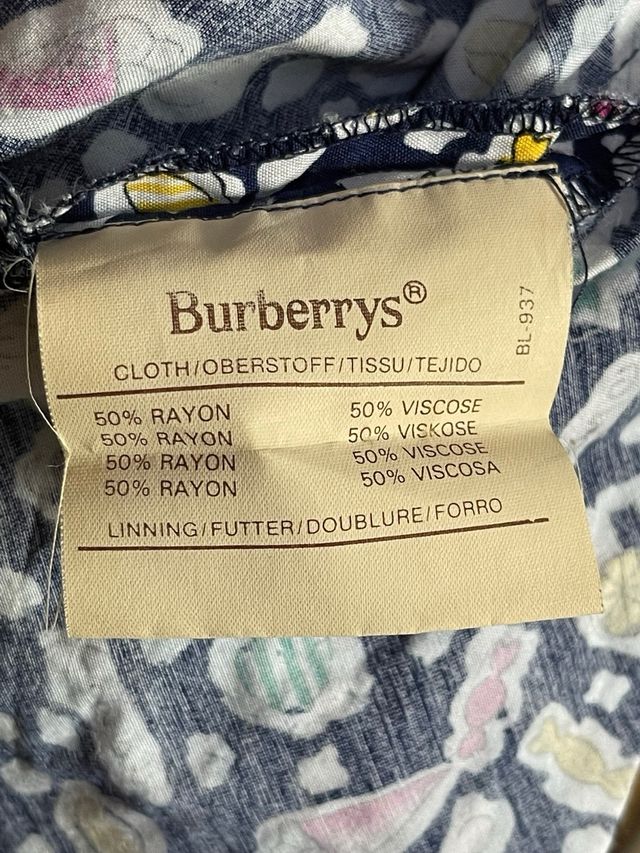 Burberrys®
BL-937
CLOTH/OBERSTOFF/TISSU/TEJIDO
50% RAYON 50% VISCOSE
50% RAYON 50% VISKOSE
50% RAYON 50% VISCOSE
50% RAYON 50% VISCOSA
LINNING/FUTTER/DOUBLURE/FORRO